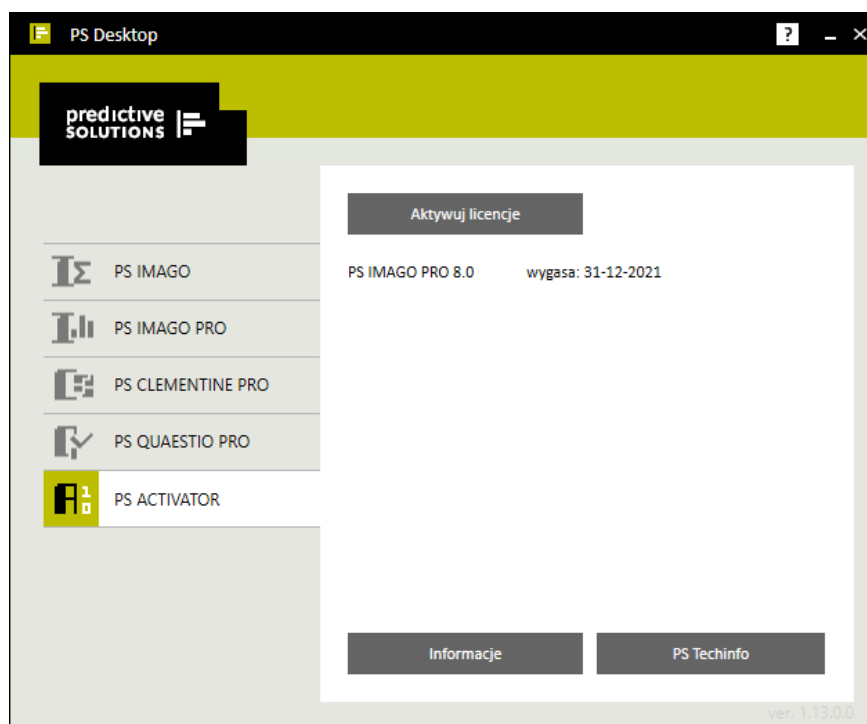 PS Desktop
?
predictive
SOLUTIONS
Aktywuj licencje
PS IMAGO PRO 8.0 wygasa: 31-12-2021
PS IMAGO
PS IMAGO PRO
PS CLEMENTINE PRO
PS QUAESTIO PRO
PS ACTIVATOR
Informacje
PS Techinfo
ver. 1.13.0.0